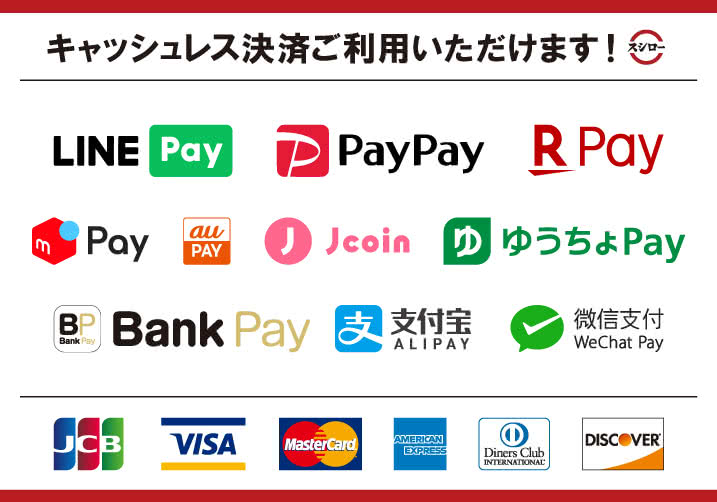 キャッシュレス決済ご利用いただけます! スシロー
LINE Pay PayPay R Pay
m Pay au PAY J Jcoin ゆ ゆうちょPay
BP Bank Pay Bank Pay 支 支付宝 ALIPAY 微信支付 WeChat Pay
JCB VISA MasterCard AMERICAN EXPRESS Diners Club INTERNATIONAL DISCOVER